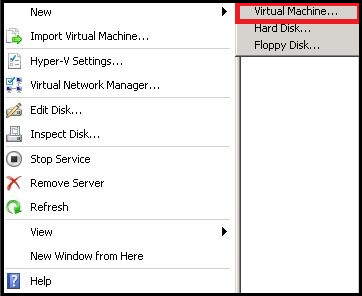 New
Virtual Machine...
Hard Disk...
Floppy Disk...
Import Virtual Machine...
Hyper-V Settings...
Virtual Network Manager...
Edit Disk...
Inspect Disk...
Stop Service
Remove Server
Refresh
View
New Window from Here
Help